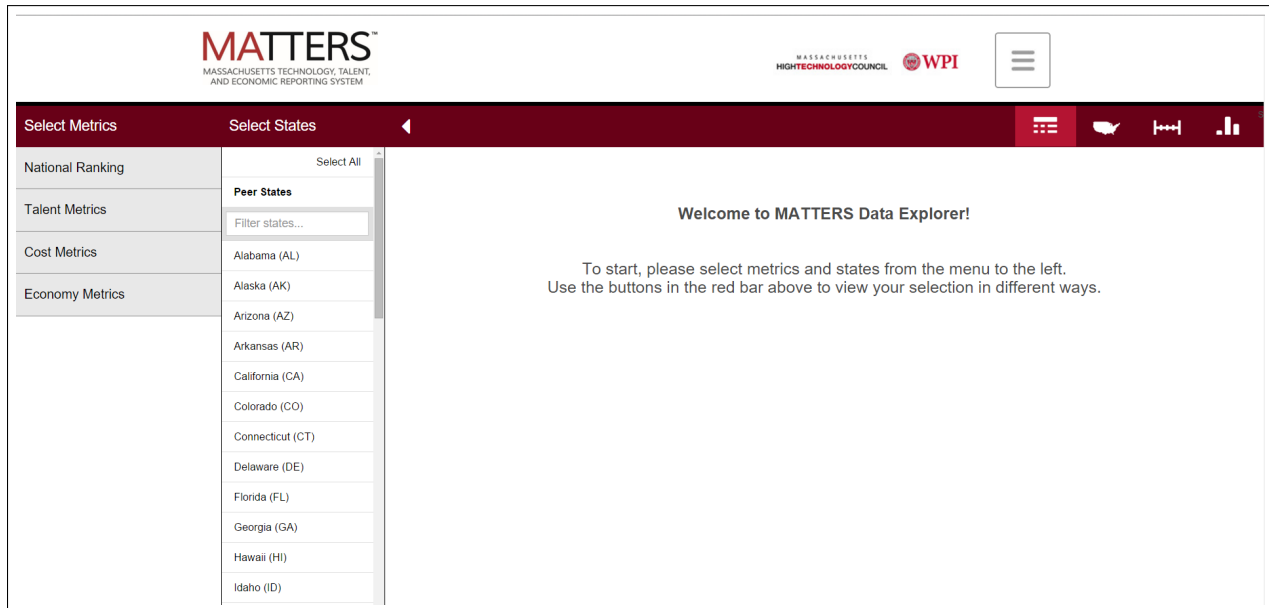 MATTERS™
MASSACHUSETTS TECHNOLOGY, TALENT,
AND ECONOMIC REPORTING SYSTEM
MASSACHUSETTS
HIGHTECHNOLOGYCOUNCIL
WPI
Select Metrics
Select States
National Ranking
Talent Metrics
Cost Metrics
Economy Metrics
Select All
Peer States
Filter states...
Alabama (AL)
Alaska (AK)
Arizona (AZ)
Arkansas (AR)
California (CA)
Colorado (CO)
Connecticut (CT)
Delaware (DE)
Florida (FL)
Georgia (GA)
Hawaii (HI)
Idaho (ID)
Welcome to MATTERS Data Explorer!
To start, please select metrics and states from the menu to the left.
Use the buttons in the red bar above to view your selection in different ways.